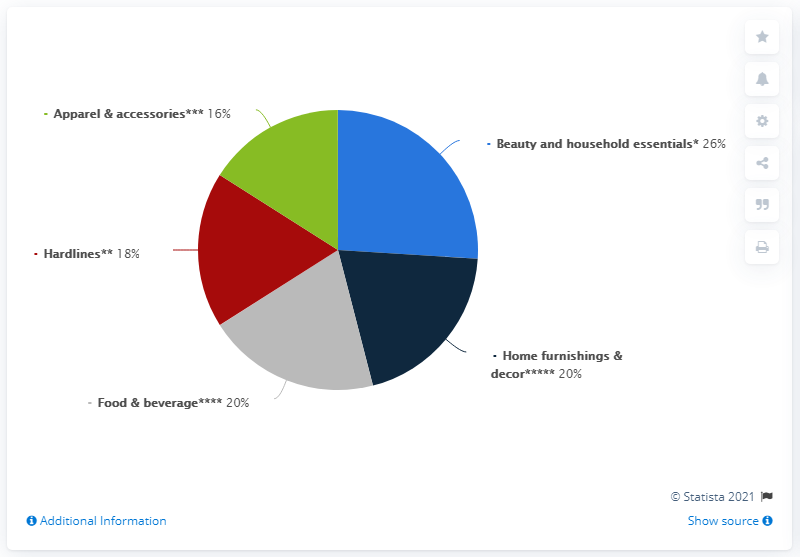 - Apparel & accessories*** 16%
- Beauty and household essentials* 26%
- Hardlines** 18%
- Home furnishings &
decor***** 20%
- Food & beverage**** 20%
© Statista 2021
Additional Information
Show source